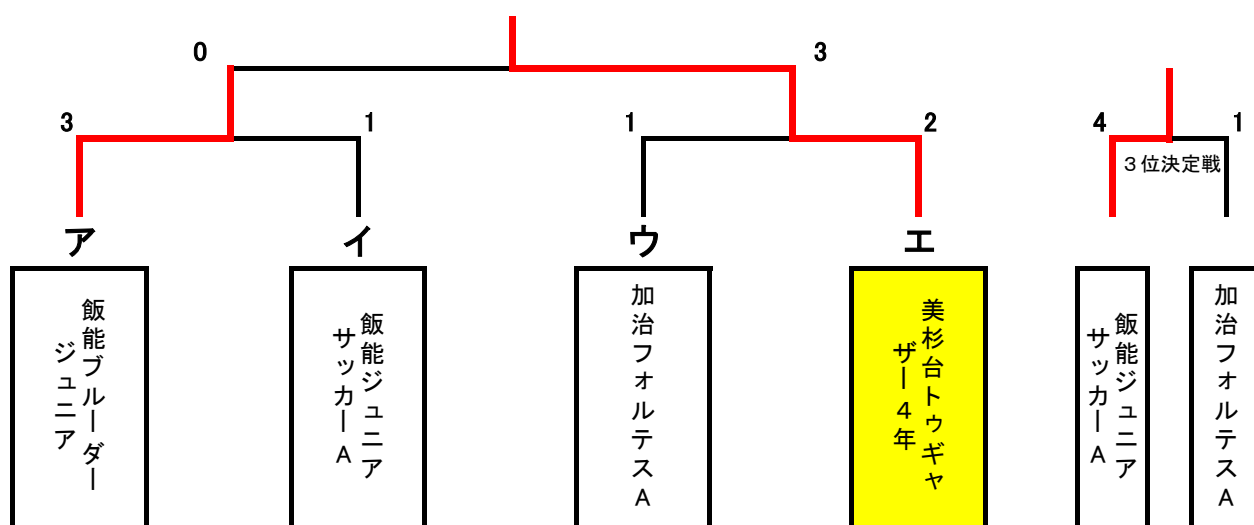 0
3
3
1
1
2
4
1
3位決定戦
ア
イ
ウ
エ
飯能ブルーダー
ジュニア
飯能ジュニア
サッカーA
加治フォルテスA
美杉台トゥギャ
ザー4年
飯能ジュニア
サッカーA
加治フォルテスA